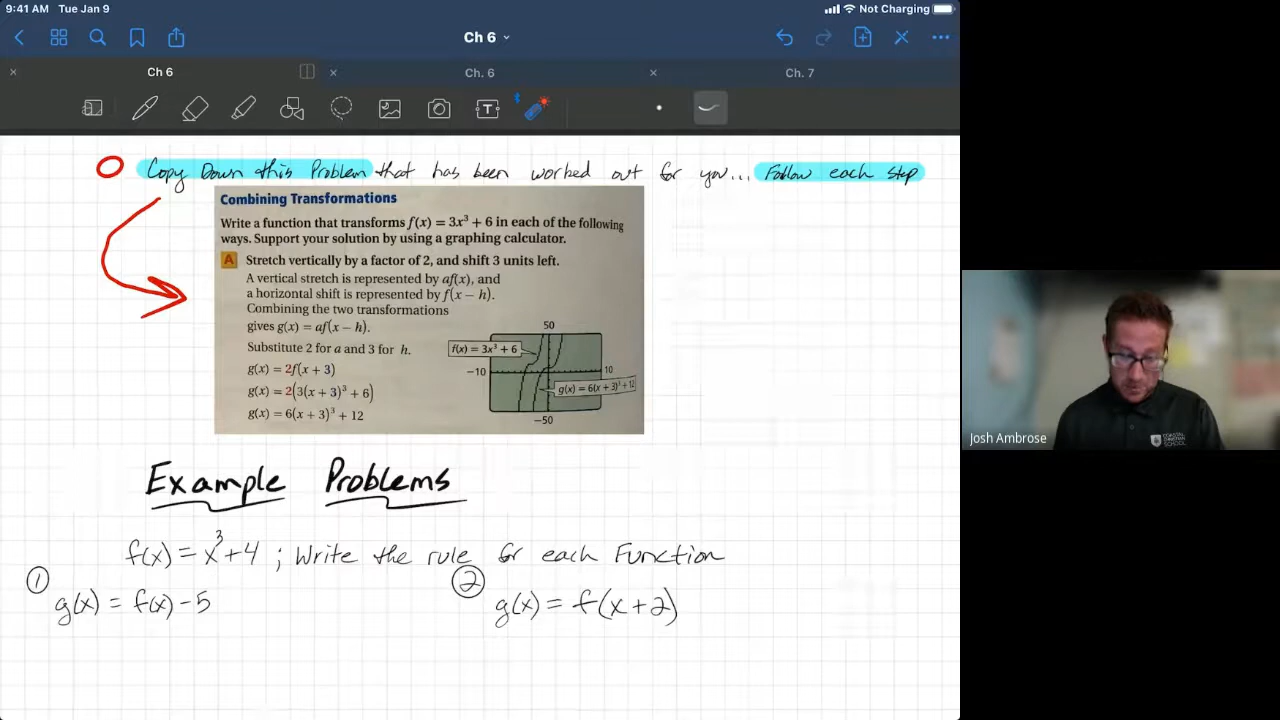 9:41 AM Tue Jan 9
Not Charging
Ch 6
Ch 6
Ch. 6
Ch. 7
T
Copy Down this Problem that has been worked out for you... Follow each step
Combining Transformations
Write a function that transforms f(x) = 3x³ + 6 in each of the following
ways. Support your solution by using a graphing calculator.
A Stretch vertically by a factor of 2, and shift 3 units left.
A vertical stretch is represented by af(x), and
a horizontal shift is represented by f(x − h).
Combining the two transformations
gives g(x) = af(x − h).
Substitute 2 for a and 3 for h.
g(x) = 2f(x + 3)
g(x) = 2(3(x + 3)³ + 6)
g(x) = 6(x + 3)³ + 12
50
f(x) = 3x³ + 6
−10
10
g(x) = 6(x + 3)³ + 12
−50
Example Problems
f(x) = x³ + 4 ; Write the rule for each Function
① g(x) = f(x) − 5
② g(x) = f(x + 2)
Josh Ambrose
COASTAL
CHRISTIAN
SCHOOL